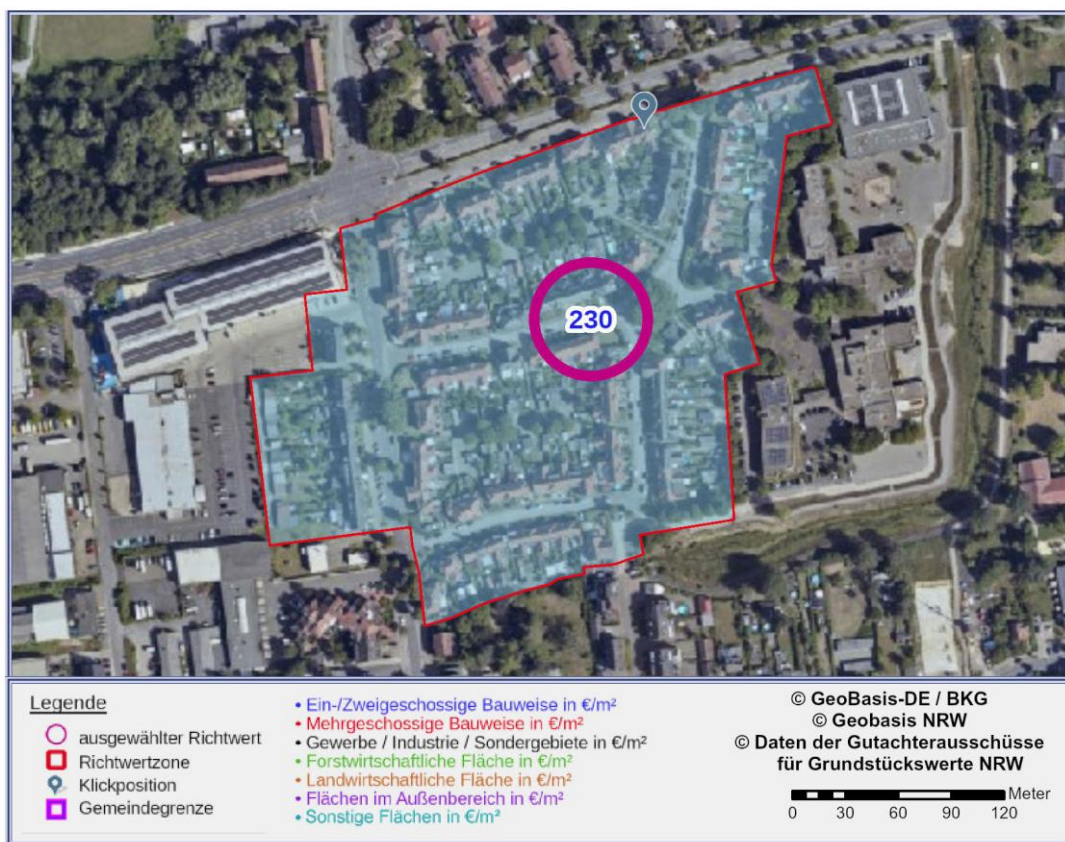 230
Legende
ausgewählter Richtwert
Richtwertzone
Klickposition
Gemeindegrenze
• Ein-/Zweigeschossige Bauweise in €/m²
• Mehrgeschossige Bauweise in €/m²
• Gewerbe / Industrie / Sondergebiete in €/m²
• Forstwirtschaftliche Fläche in €/m²
• Landwirtschaftliche Fläche in €/m²
• Flächen im Außenbereich in €/m²
• Sonstige Flächen in €/m²
© GeoBasis-DE / BKG
© Geobasis NRW
© Daten der Gutachterausschüsse
für Grundstückswerte NRW
Meter
0 30 60 90 120